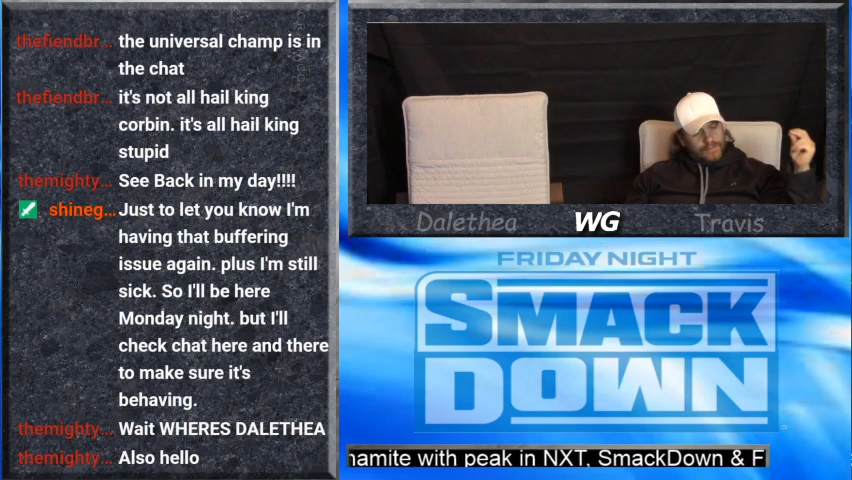 thefiendbr... the universal champ is in
the chat
thefiendbr... it's not all hail king
corbin. it's all hail king
stupid
themighty... See Back in my day!!!!
shineg... Just to let you know I'm
having that buffering
issue again. plus I'm still
sick. So I'll be here
Monday night. but I'll
check chat here and there
to make sure it's
behaving.
themighty... Wait WHERES DALETHEA
themighty... Also hello
Dalethea WG Travis
FRIDAY NIGHT
SMACK
DOWN
namite with peak in NXT, SmackDown & F